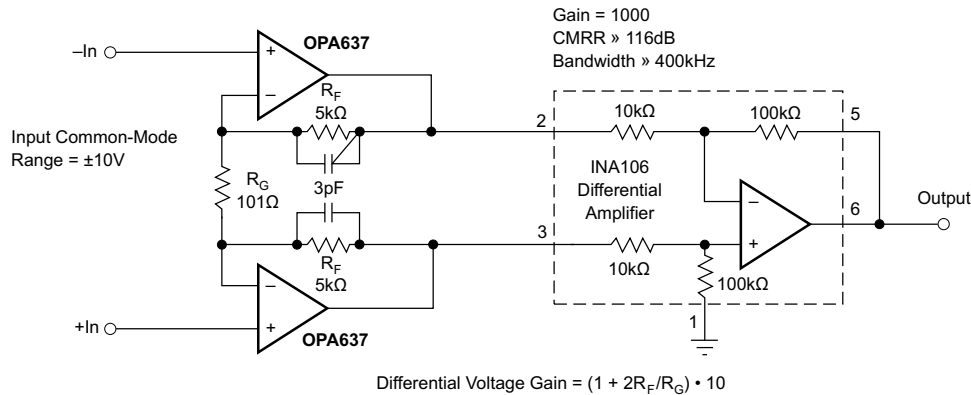 OPA637
–In
+
–
R_F
5kΩ
Input Common-Mode
Range = ±10V
R_G
101Ω
3pF
R_F
5kΩ
–
+
+In
OPA637
Gain = 1000
CMRR » 116dB
Bandwidth » 400kHz
2
10kΩ
100kΩ
5
INA106
Differential
Amplifier
–
+
6
Output
3
10kΩ
100kΩ
1
Differential Voltage Gain = (1 + 2R_F/R_G) • 10